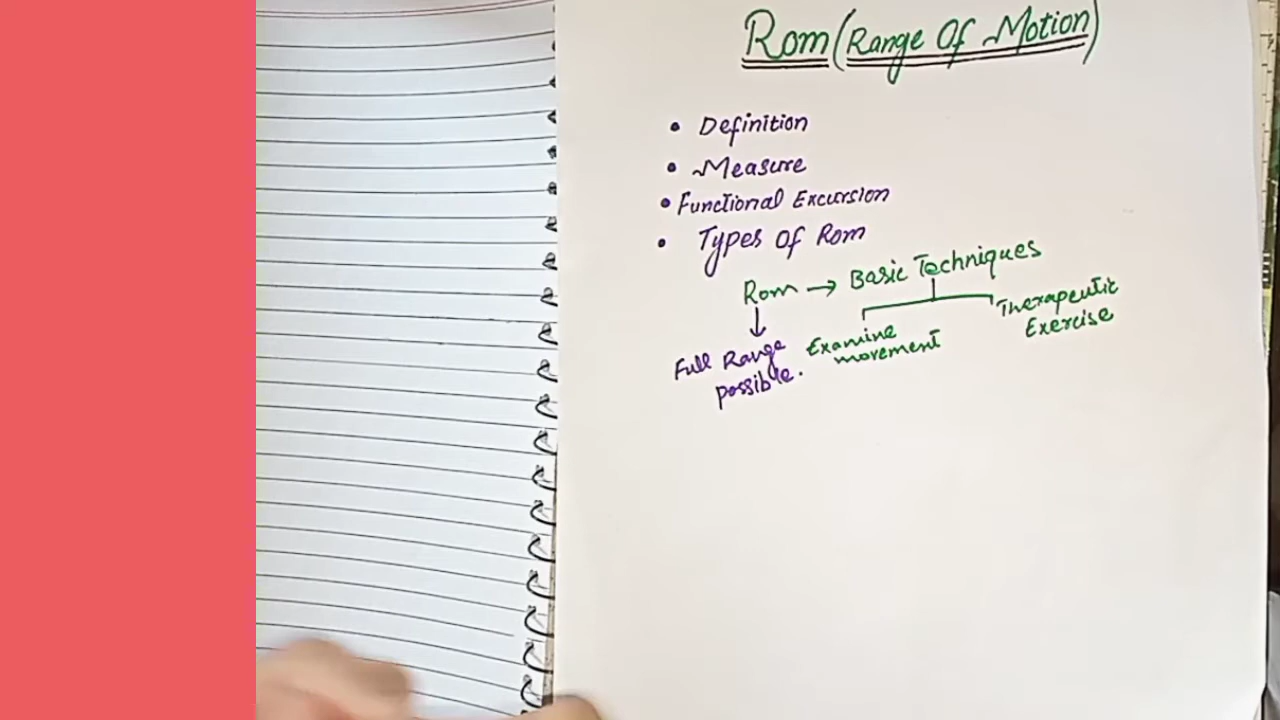 Rom (Range Of Motion)
• Definition
• Measure
• Functional Excursion
• Types Of Rom
Rom → Basic Techniques
Full Range
possible.
Examine
movement
Therapeutic
Exercise